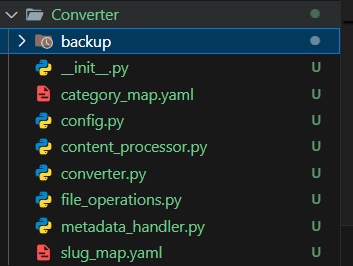 Converter
backup
__init__.py
category_map.yaml U
config.py U
content_processor.py U
converter.py U
file_operations.py U
metadata_handler.py U
slug_map.yaml U